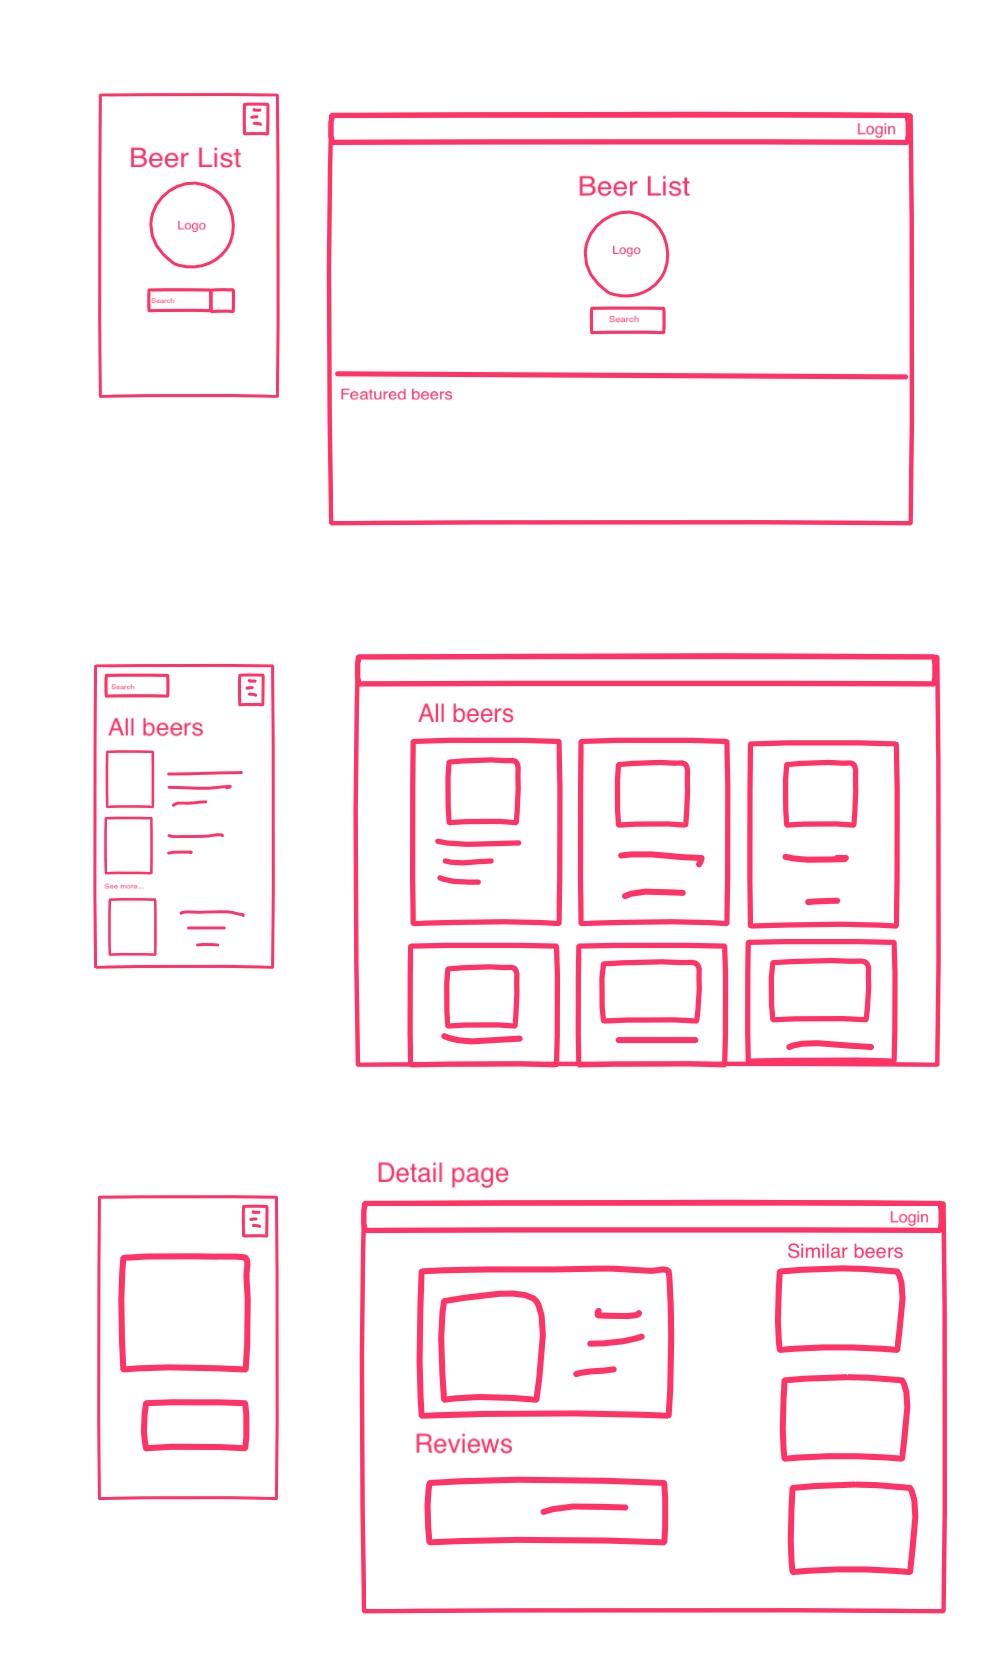 Beer List
Logo
Search
Login
Beer List
Logo
Search
Featured beers
Search
All beers
See more...
All beers
Detail page
Login
Similar beers
Reviews